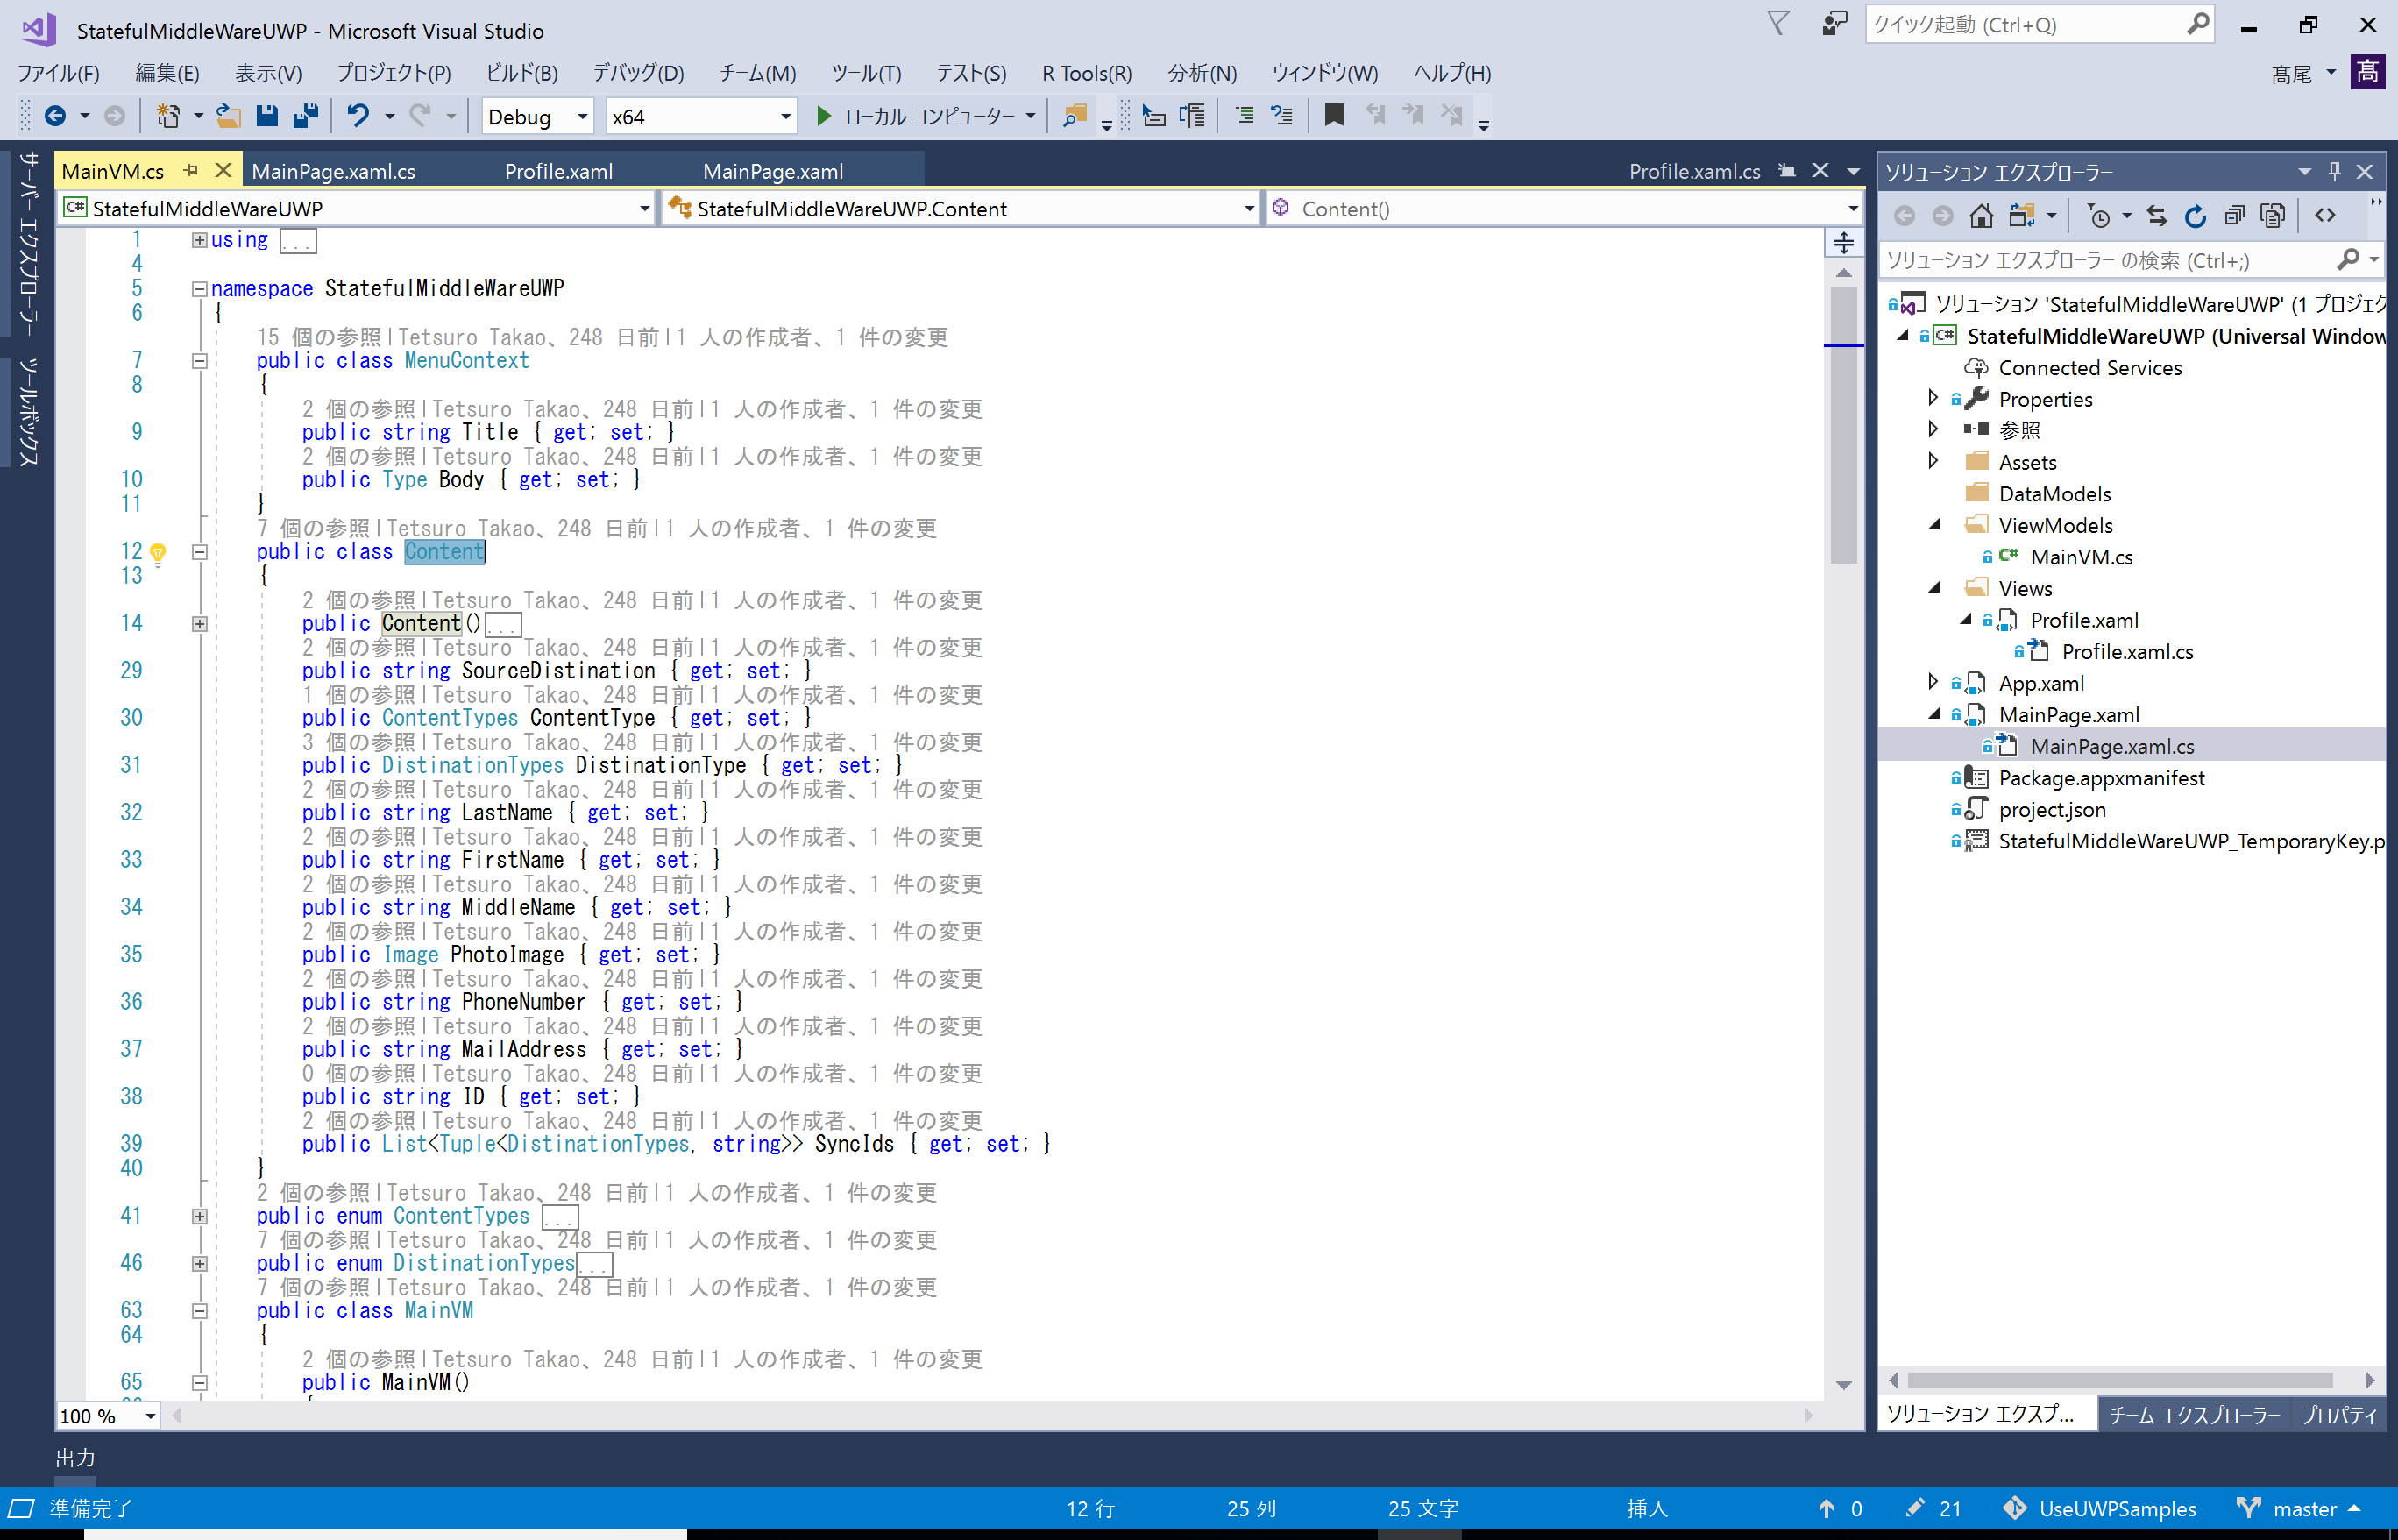 StatefulMiddleWareUWP - Microsoft Visual Studio
クイック起動 (Ctrl+Q)
ファイル(F) 編集(E) 表示(V) プロジェクト(P) ビルド(B) デバッグ(D) チーム(M) ツール(T) テスト(S) R Tools(R) 分析(N) ウィンドウ(W) ヘルプ(H)
髙尾
髙
Debug x64 ローカル コンピューター
サーバー エクスプローラー
ツールボックス
MainVM.cs MainPage.xaml.cs Profile.xaml MainPage.xaml Profile.xaml.cs
StatefulMiddleWareUWP StatefulMiddleWareUWP.Content Content()
1 using ...
4
5 namespace StatefulMiddleWareUWP
6 {
15 個の参照|Tetsuro Takao、248 日前|1 人の作成者、1 件の変更
7 public class MenuContext
8 {
2 個の参照|Tetsuro Takao、248 日前|1 人の作成者、1 件の変更
9 public string Title { get; set; }
2 個の参照|Tetsuro Takao、248 日前|1 人の作成者、1 件の変更
10 public Type Body { get; set; }
11 }
7 個の参照|Tetsuro Takao、248 日前|1 人の作成者、1 件の変更
12 public class Content
13 {
2 個の参照|Tetsuro Takao、248 日前|1 人の作成者、1 件の変更
14 public Content()...
2 個の参照|Tetsuro Takao、248 日前|1 人の作成者、1 件の変更
29 public string SourceDistination { get; set; }
1 個の参照|Tetsuro Takao、248 日前|1 人の作成者、1 件の変更
30 public ContentTypes ContentType { get; set; }
3 個の参照|Tetsuro Takao、248 日前|1 人の作成者、1 件の変更
31 public DistinationTypes DistinationType { get; set; }
2 個の参照|Tetsuro Takao、248 日前|1 人の作成者、1 件の変更
32 public string LastName { get; set; }
2 個の参照|Tetsuro Takao、248 日前|1 人の作成者、1 件の変更
33 public string FirstName { get; set; }
2 個の参照|Tetsuro Takao、248 日前|1 人の作成者、1 件の変更
34 public string MiddleName { get; set; }
2 個の参照|Tetsuro Takao、248 日前|1 人の作成者、1 件の変更
35 public Image PhotoImage { get; set; }
2 個の参照|Tetsuro Takao、248 日前|1 人の作成者、1 件の変更
36 public string PhoneNumber { get; set; }
2 個の参照|Tetsuro Takao、248 日前|1 人の作成者、1 件の変更
37 public string MailAddress { get; set; }
0 個の参照|Tetsuro Takao、248 日前|1 人の作成者、1 件の変更
38 public string ID { get; set; }
2 個の参照|Tetsuro Takao、248 日前|1 人の作成者、1 件の変更
39 public List<Tuple<DistinationTypes, string>> SyncIds { get; set; }
40 }
2 個の参照|Tetsuro Takao、248 日前|1 人の作成者、1 件の変更
41 public enum ContentTypes ...
7 個の参照|Tetsuro Takao、248 日前|1 人の作成者、1 件の変更
46 public enum DistinationTypes...
7 個の参照|Tetsuro Takao、248 日前|1 人の作成者、1 件の変更
63 public class MainVM
64 {
2 個の参照|Tetsuro Takao、248 日前|1 人の作成者、1 件の変更
65 public MainVM()
100 %
ソリューション エクスプローラー
ソリューション エクスプローラー の検索 (Ctrl+;)
ソリューション 'StatefulMiddleWareUWP' (1 プロジェク
StatefulMiddleWareUWP (Universal Window
Connected Services
Properties
参照
Assets
DataModels
ViewModels
MainVM.cs
Views
Profile.xaml
Profile.xaml.cs
App.xaml
MainPage.xaml
MainPage.xaml.cs
Package.appxmanifest
project.json
StatefulMiddleWareUWP_TemporaryKey.p
ソリューション エクスプ... チーム エクスプローラー プロパティ
出力
準備完了 12 行 25 列 25 文字 挿入 0 21 UseUWPSamples master